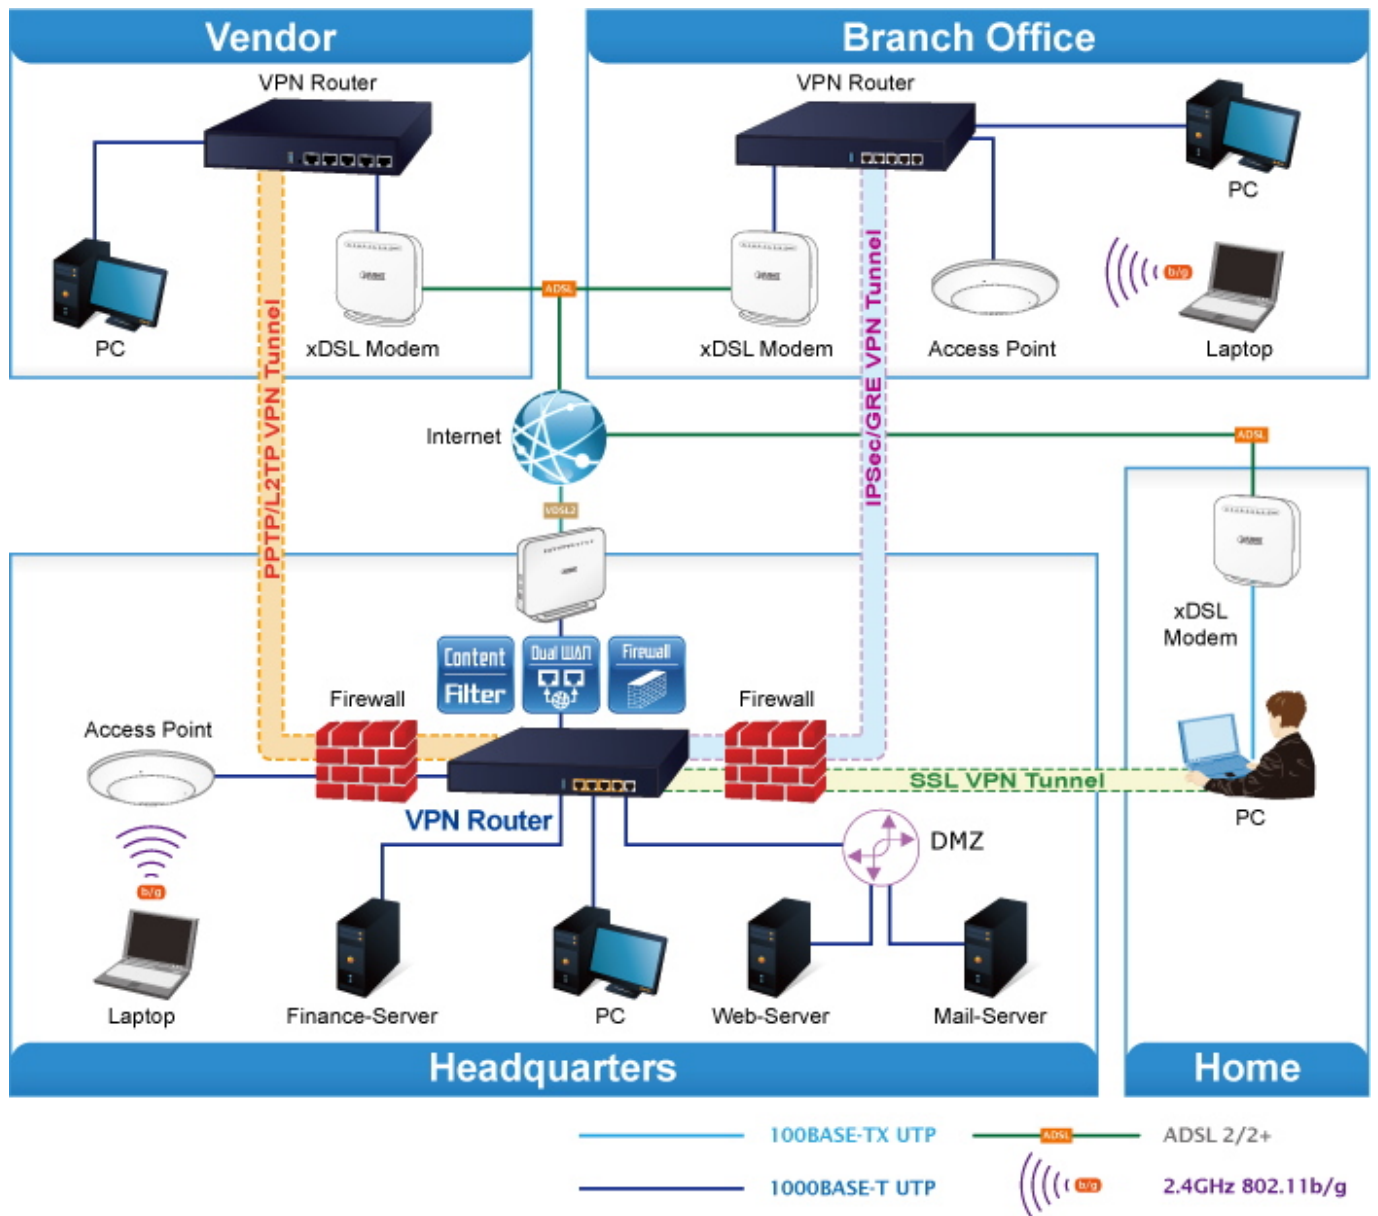 Vendor
Branch Office
VPN Router
VPN Router
PC
b/g
PC
xDSL Modem
ADSL
xDSL Modem
Access Point
Laptop
PPTP/L2TP VPN Tunnel
IPSec/GRE VPN Tunnel
Internet
ADSL
VDSL2
xDSL
Modem
Content
Filter
Dual WAN
Firewall
Firewall
Firewall
Access Point
SSL VPN Tunnel
VPN Router
PC
DMZ
b/g
Laptop
Finance-Server
PC
Web-Server
Mail-Server
Headquarters
Home
100BASE-TX UTP
ADSL
ADSL 2/2+
1000BASE-T UTP
b/g
2.4GHz 802.11b/g